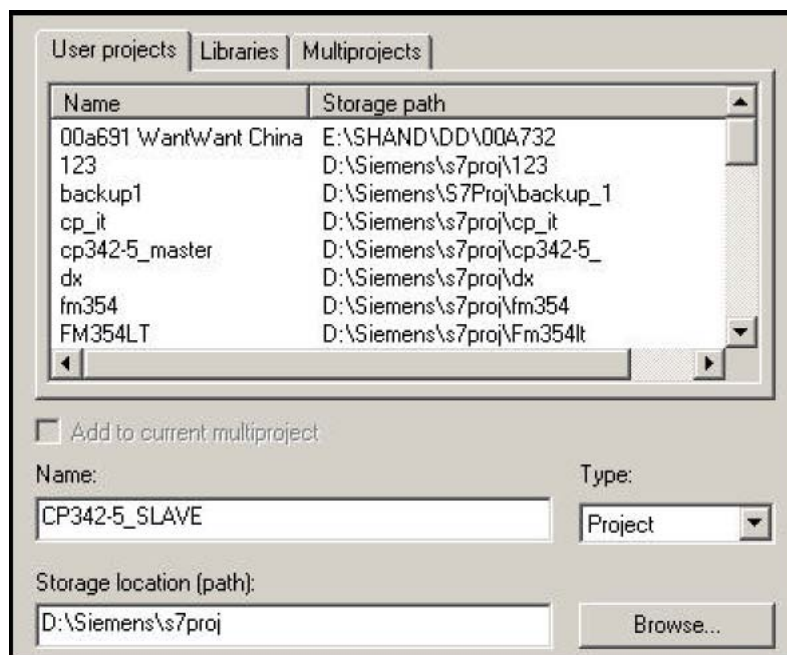 User projects Libraries Multiprojects
Name Storage path
00a691 WantWant China E:\SHAND\DD\00A732
123 D:\Siemens\s7proj\123
backup1 D:\Siemens\S7Proj\backup_1
cp_it D:\Siemens\s7proj\cp_it
cp342-5_master D:\Siemens\s7proj\cp342-5_
dx D:\Siemens\s7proj\dx
fm354 D:\Siemens\s7proj\fm354
FM354LT D:\Siemens\s7proj\Fm354lt
Add to current multiproject
Name: Type:
CP342-5_SLAVE Project
Storage location (path):
D:\Siemens\s7proj Browse...